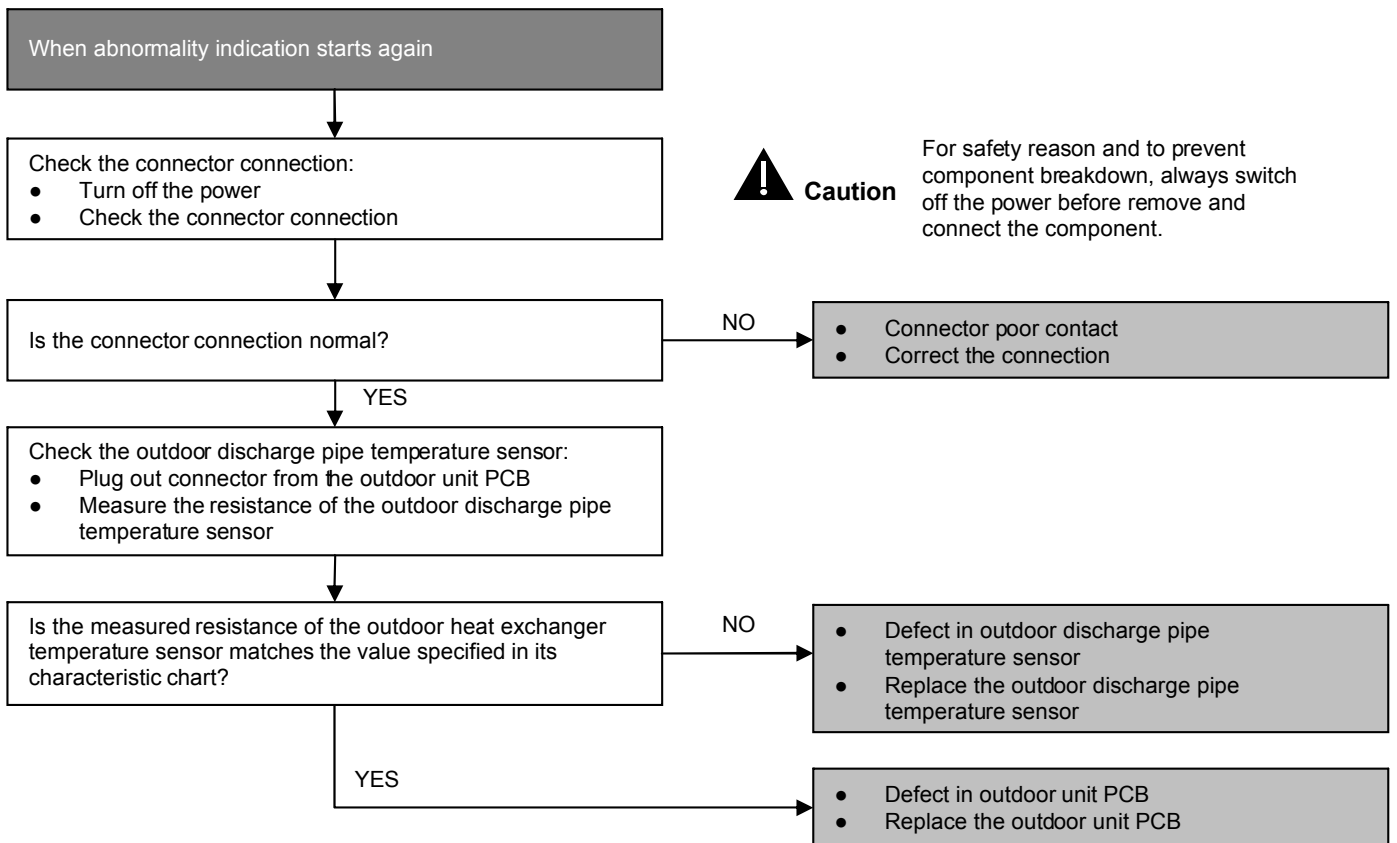 When abnormality indication starts again
Check the connector connection:
● Turn off the power
● Check the connector connection
Caution
For safety reason and to prevent
component breakdown, always switch
off the power before remove and
connect the component.
Is the connector connection normal?
NO
● Connector poor contact
● Correct the connection
YES
Check the outdoor discharge pipe temperature sensor:
● Plug out connector from the outdoor unit PCB
● Measure the resistance of the outdoor discharge pipe
temperature sensor
Is the measured resistance of the outdoor heat exchanger
temperature sensor matches the value specified in its
characteristic chart?
NO
● Defect in outdoor discharge pipe
temperature sensor
● Replace the outdoor discharge pipe
temperature sensor
YES
● Defect in outdoor unit PCB
● Replace the outdoor unit PCB